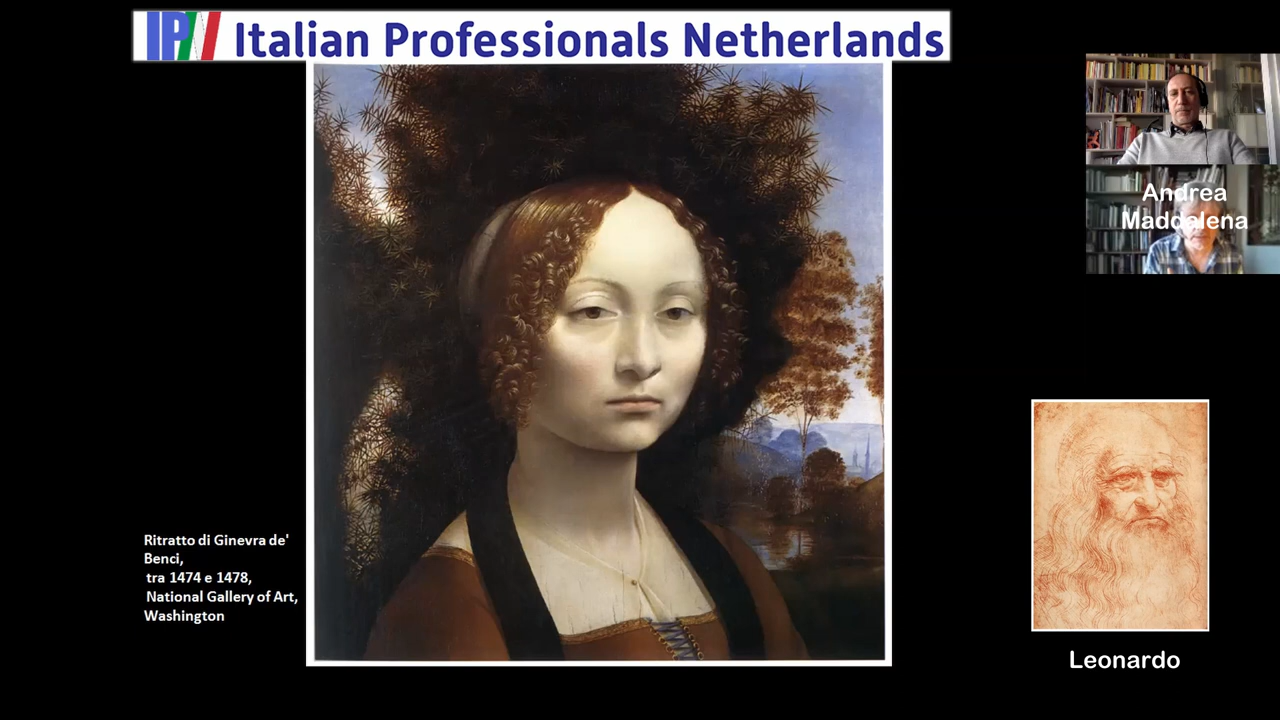 IPN Italian Professionals Netherlands
Andrea
Maddalena
Ritratto di Ginevra de'
Benci,
tra 1474 e 1478,
National Gallery of Art,
Washington
Leonardo